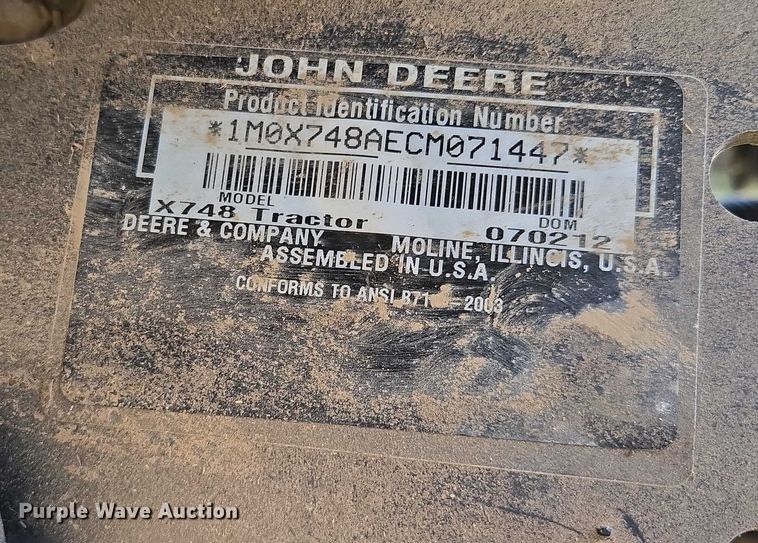 JOHN DEERE
Product Identification Number
*1M0X748AECM071447*
MODEL DOM
X748 Tractor 070212
DEERE & COMPANY MOLINE, ILLINOIS, U.S.A.
ASSEMBLED IN U.S.A.
CONFORMS TO ANSI 2003
Purple Wave Auction